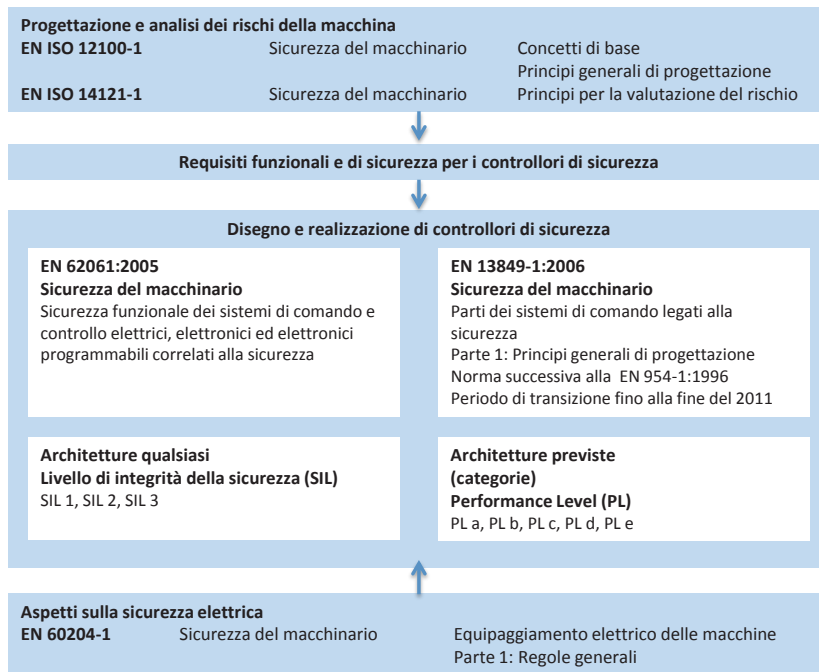 Progettazione e analisi dei rischi della macchina
EN ISO 12100-1 Sicurezza del macchinario Concetti di base
Principi generali di progettazione
EN ISO 14121-1 Sicurezza del macchinario Principi per la valutazione del rischio
Requisiti funzionali e di sicurezza per i controllori di sicurezza
Disegno e realizzazione di controllori di sicurezza
EN 62061:2005
Sicurezza del macchinario
Sicurezza funzionale dei sistemi di comando e
controllo elettrici, elettronici ed elettronici
programmabili correlati alla sicurezza
EN 13849-1:2006
Sicurezza del macchinario
Parti dei sistemi di comando legati alla
sicurezza
Parte 1: Principi generali di progettazione
Norma successiva alla EN 954-1:1996
Periodo di transizione fino alla fine del 2011
Architetture qualsiasi
Livello di integrità della sicurezza (SIL)
SIL 1, SIL 2, SIL 3
Architetture previste
(categorie)
Performance Level (PL)
PL a, PL b, PL c, PL d, PL e
Aspetti sulla sicurezza elettrica
EN 60204-1 Sicurezza del macchinario Equipaggiamento elettrico delle macchine
Parte 1: Regole generali